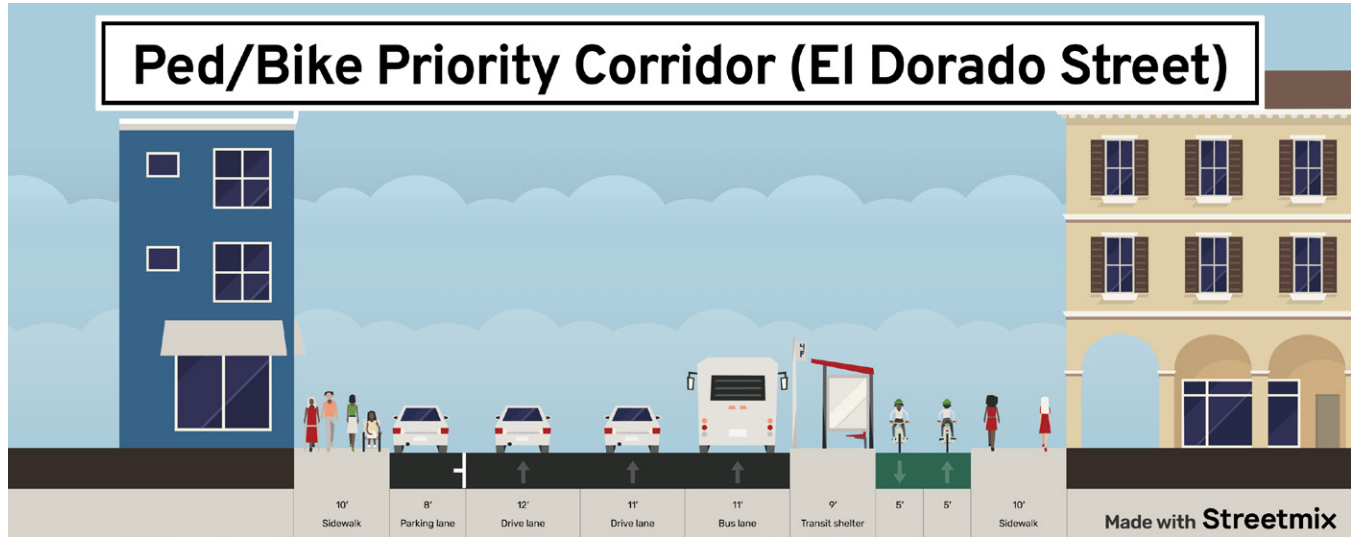 Ped/Bike Priority Corridor (El Dorado Street)
10' 8' 12' 11' 11' 9' 5' 5' 10'
Sidewalk Parking lane Drive lane Drive lane Bus lane Transit shelter Sidewalk
Made with Streetmix